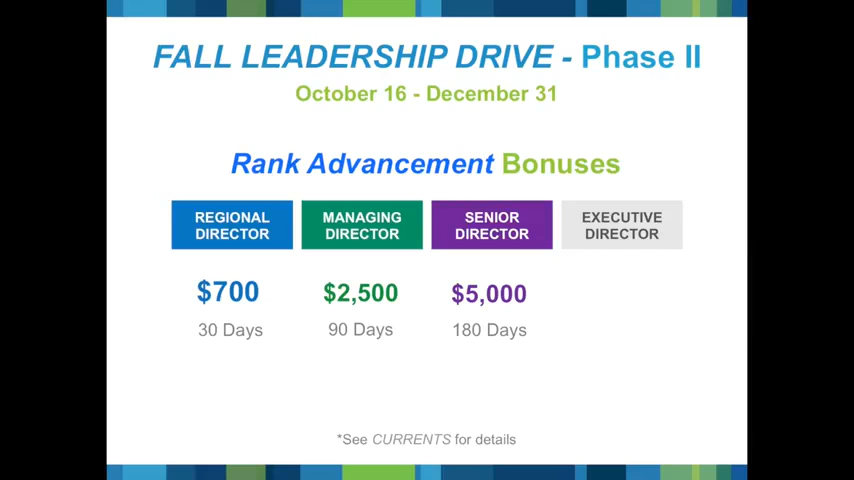 FALL LEADERSHIP DRIVE - Phase II
October 16 - December 31
Rank Advancement Bonuses
REGIONAL DIRECTOR
MANAGING DIRECTOR
SENIOR DIRECTOR
EXECUTIVE DIRECTOR
$700
$2,500
$5,000
30 Days
90 Days
180 Days
*See CURRENTS for details